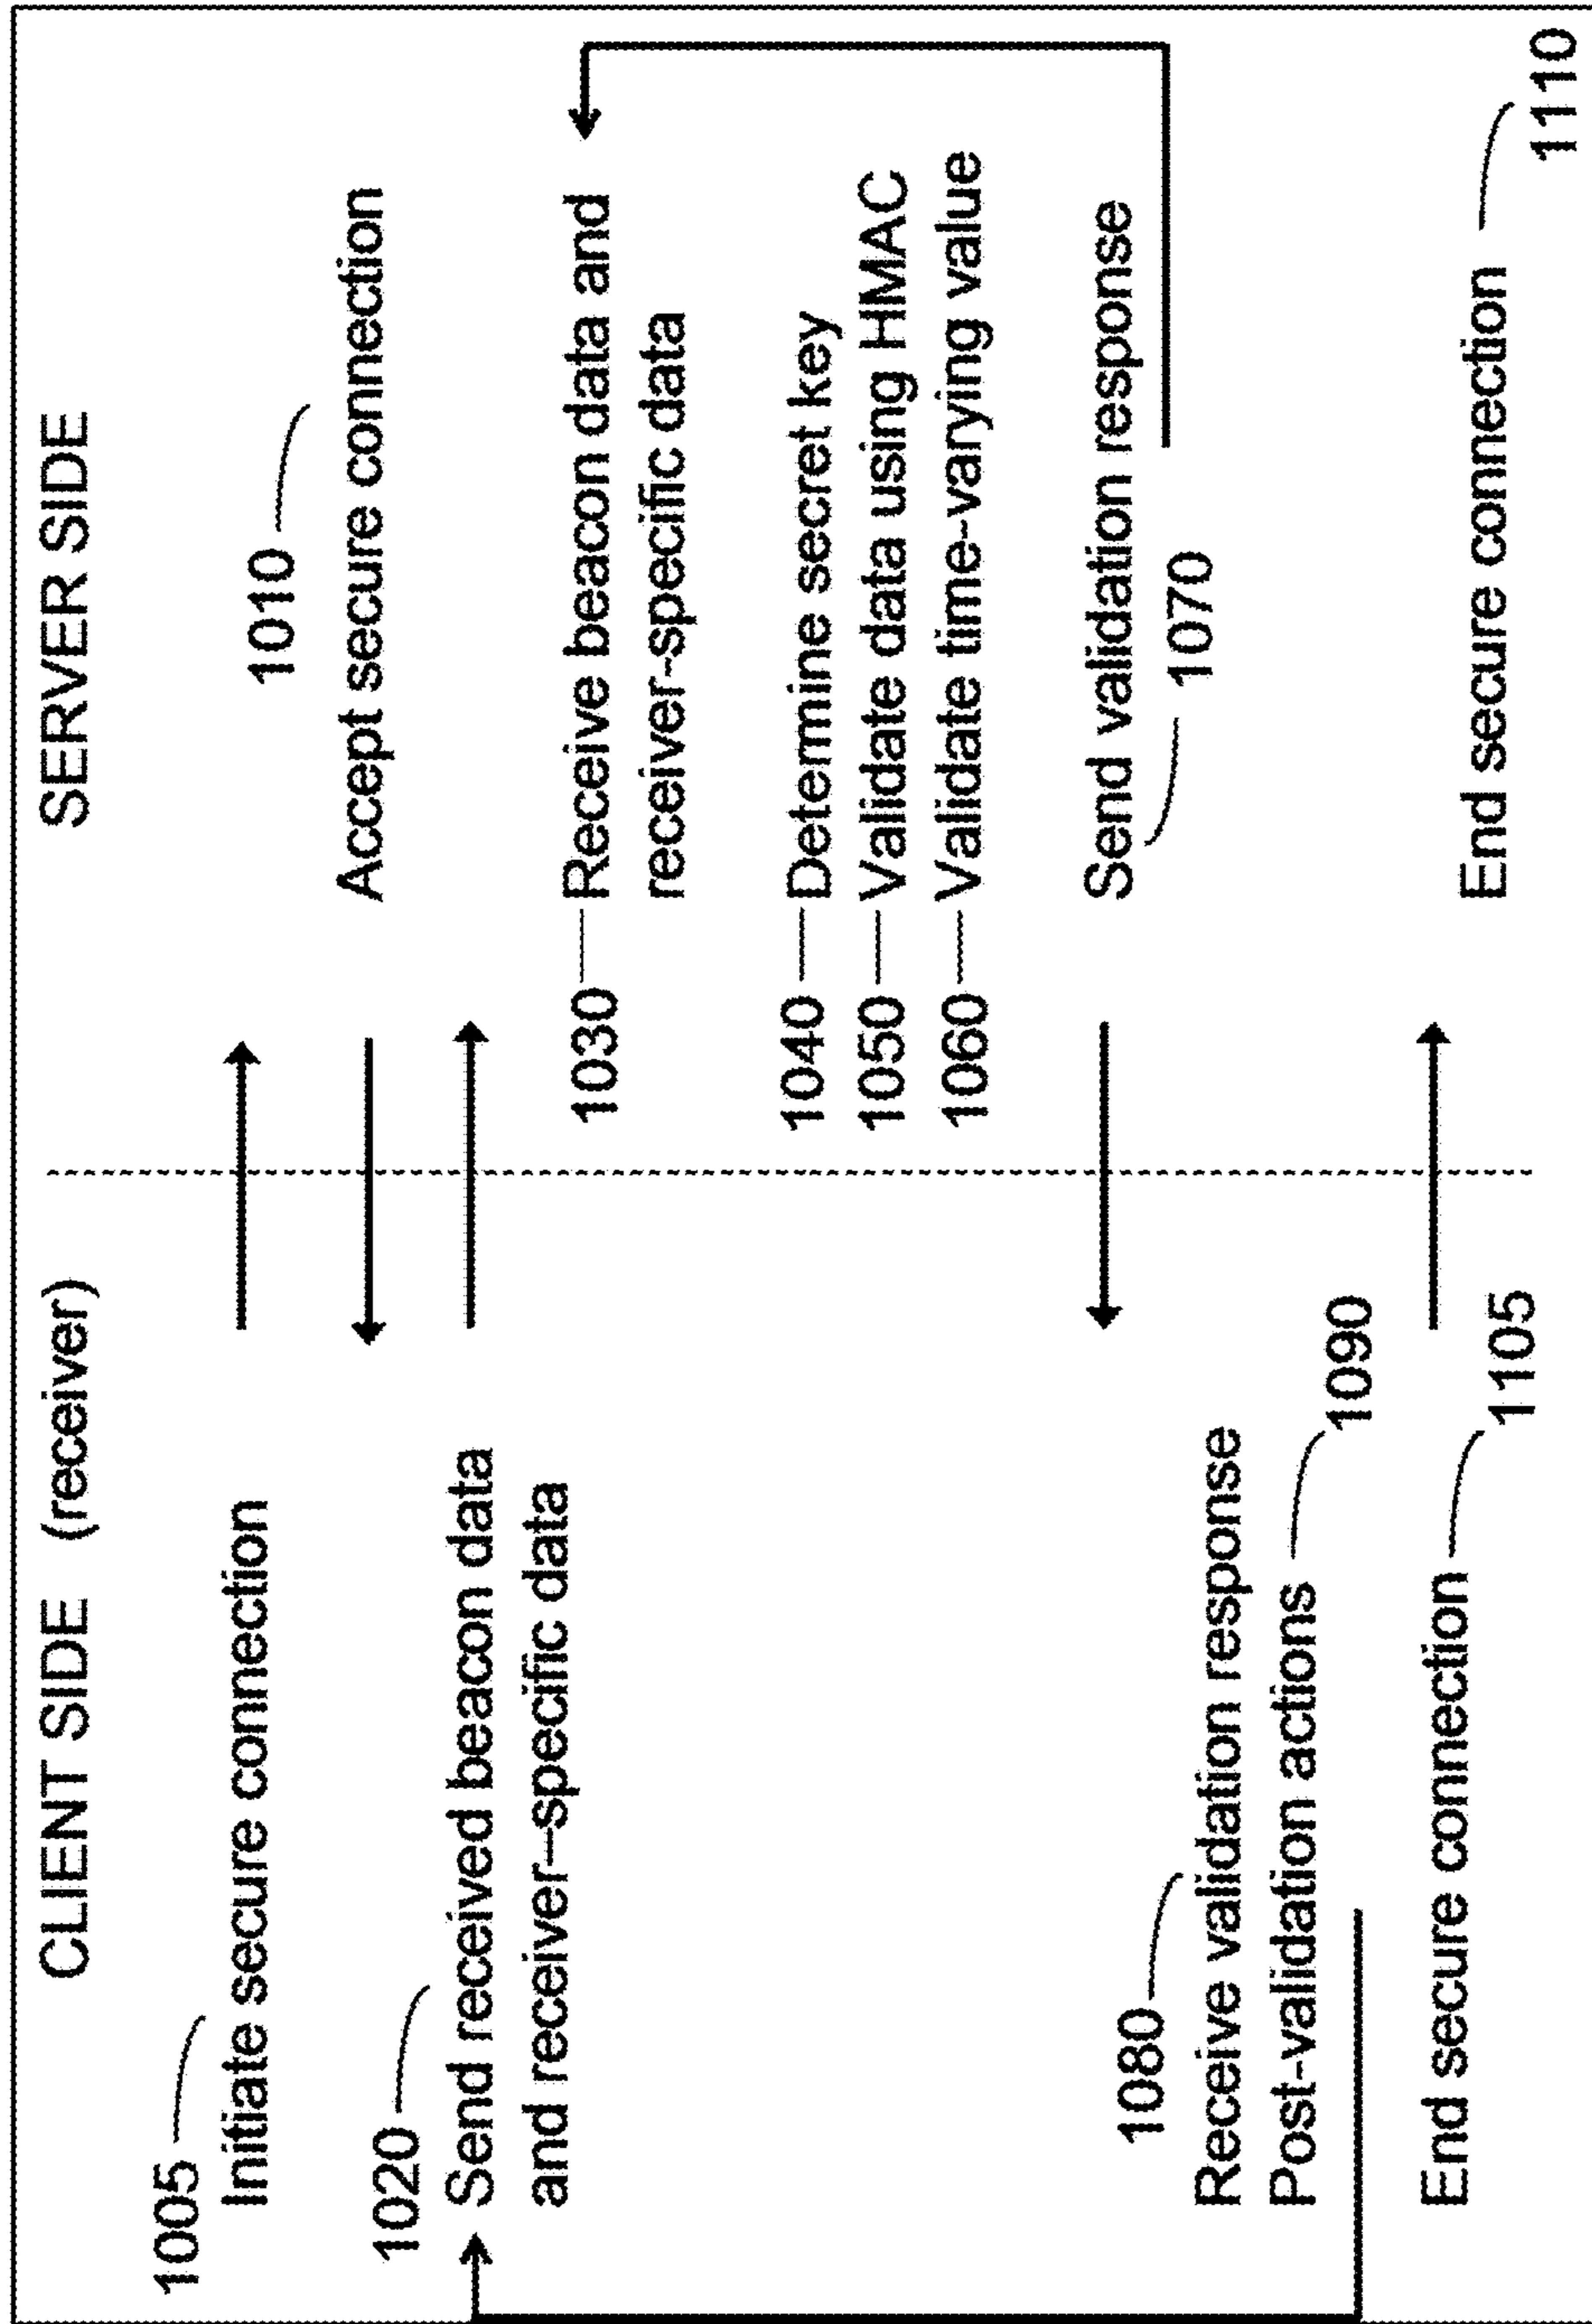 CLIENT SIDE (receiver)
SERVER SIDE
1005
Initiate secure connection
1010
Accept secure connection
1020
Send received beacon data
and receiver-specific data
1030 Receive beacon data and
receiver-specific data
1040 Determine secret key
1050 Validate data using HMAC
1060 Validate time-varying value
Send validation response
1070
1080
Receive validation response
Post-validation actions 1090
End secure connection 1105
End secure connection 1110